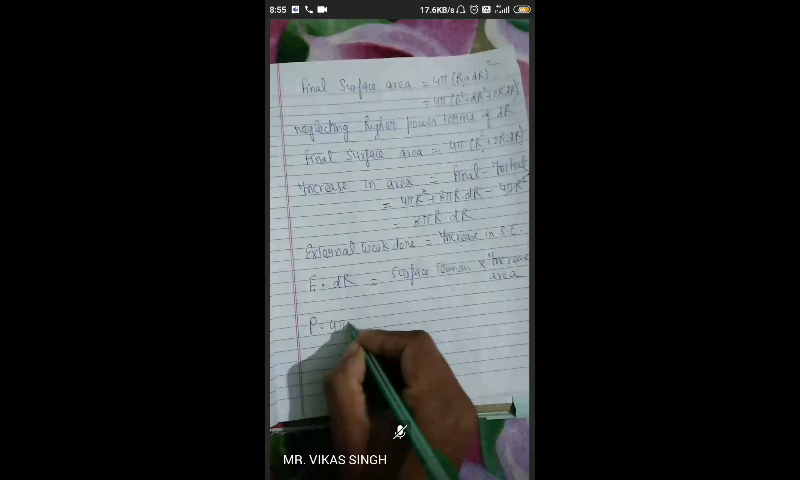 8:55
17.6KB/s
Final Surface area = 4π(R+dR)²
= 4π(R²+dR²+2RdR)
neglecting higher power terms of dR
Final Surface area = 4π(R²+2RdR)
Increase in area = Final - Initial
= 4πR²+8πR dR - 4πR²
= 8πR dR
External work done = Increase in S.E.
F. dR = Surface Tension x Increase
area
P. 4π
MR. VIKAS SINGH